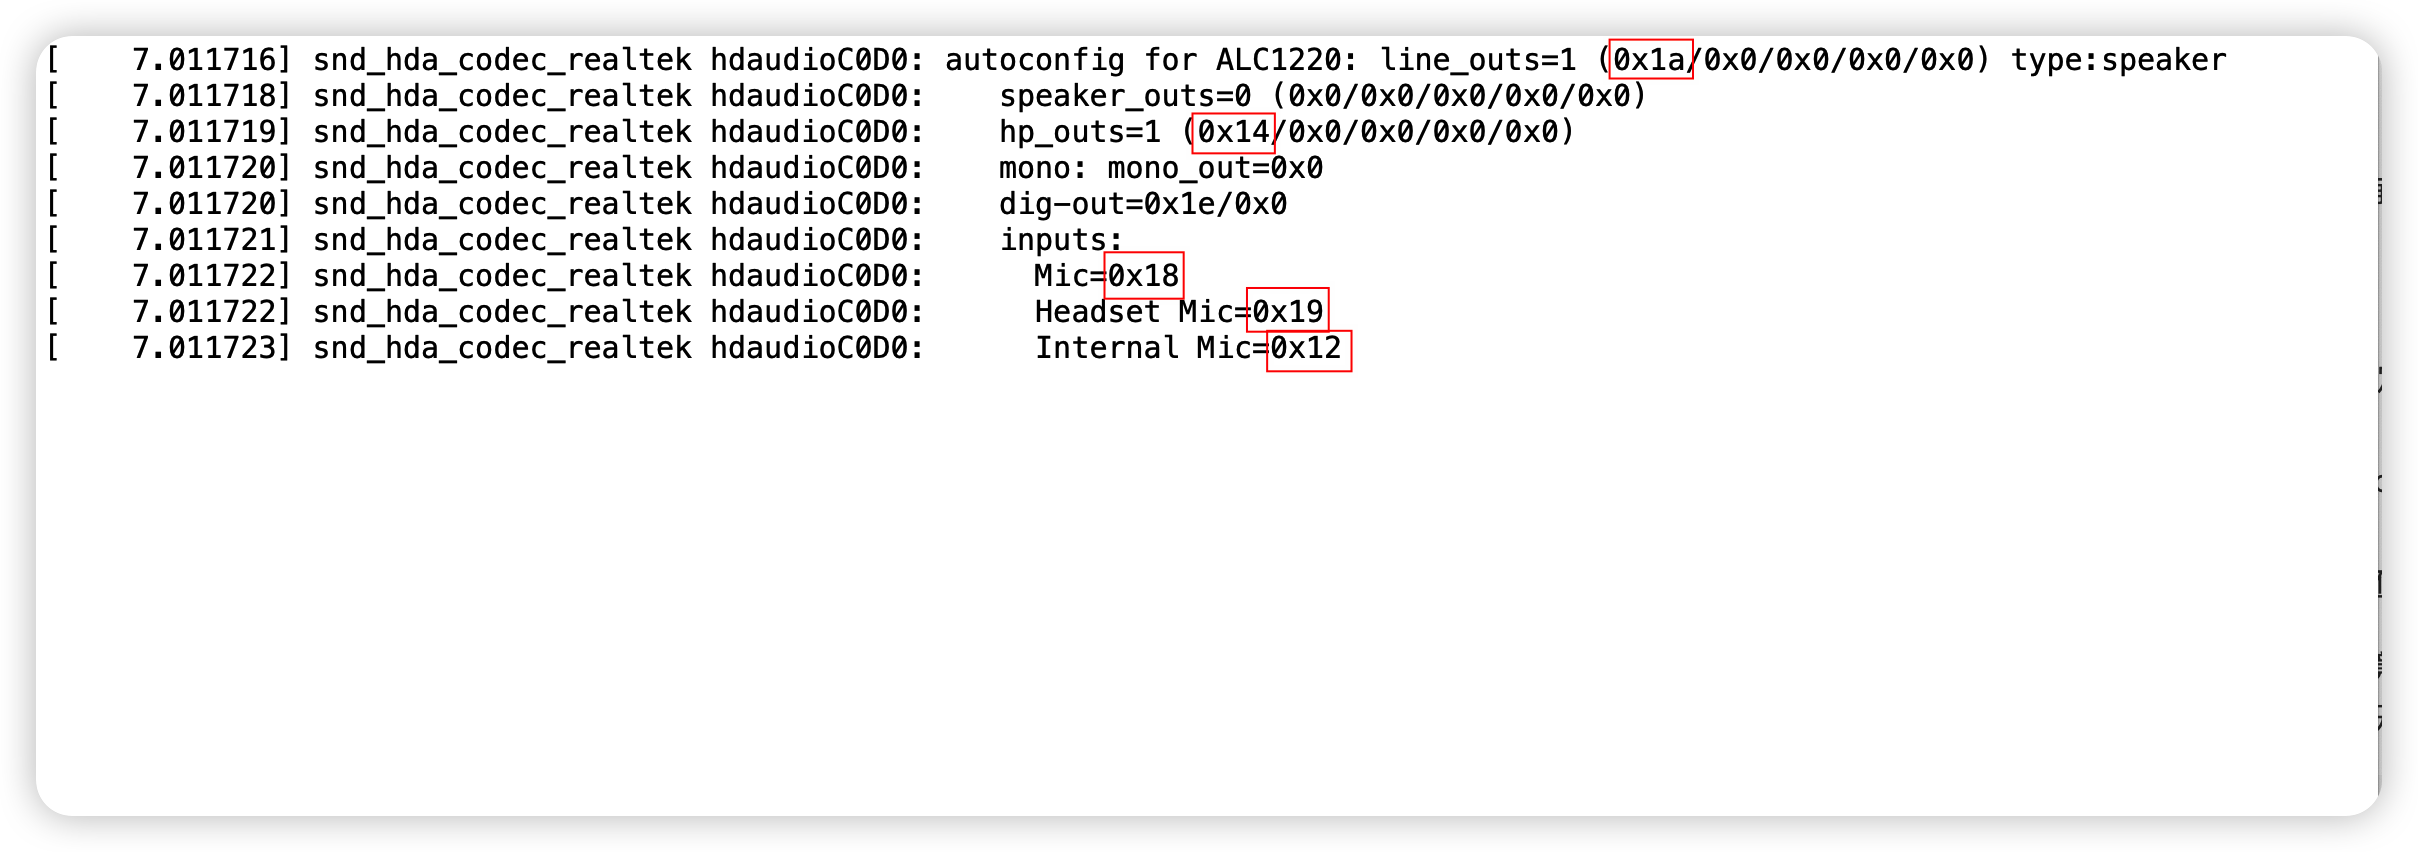 [    7.011716] snd_hda_codec_realtek hdaudioC0D0: autoconfig for ALC1220: line_outs=1 (0x1a/0x0/0x0/0x0/0x0) type:speaker
[    7.011718] snd_hda_codec_realtek hdaudioC0D0:    speaker_outs=0 (0x0/0x0/0x0/0x0/0x0)
[    7.011719] snd_hda_codec_realtek hdaudioC0D0:    hp_outs=1 (0x14/0x0/0x0/0x0/0x0)
[    7.011720] snd_hda_codec_realtek hdaudioC0D0:    mono: mono_out=0x0
[    7.011720] snd_hda_codec_realtek hdaudioC0D0:    dig-out=0x1e/0x0
[    7.011721] snd_hda_codec_realtek hdaudioC0D0:    inputs:
[    7.011722] snd_hda_codec_realtek hdaudioC0D0:      Mic=0x18
[    7.011722] snd_hda_codec_realtek hdaudioC0D0:      Headset Mic=0x19
[    7.011723] snd_hda_codec_realtek hdaudioC0D0:      Internal Mic=0x12